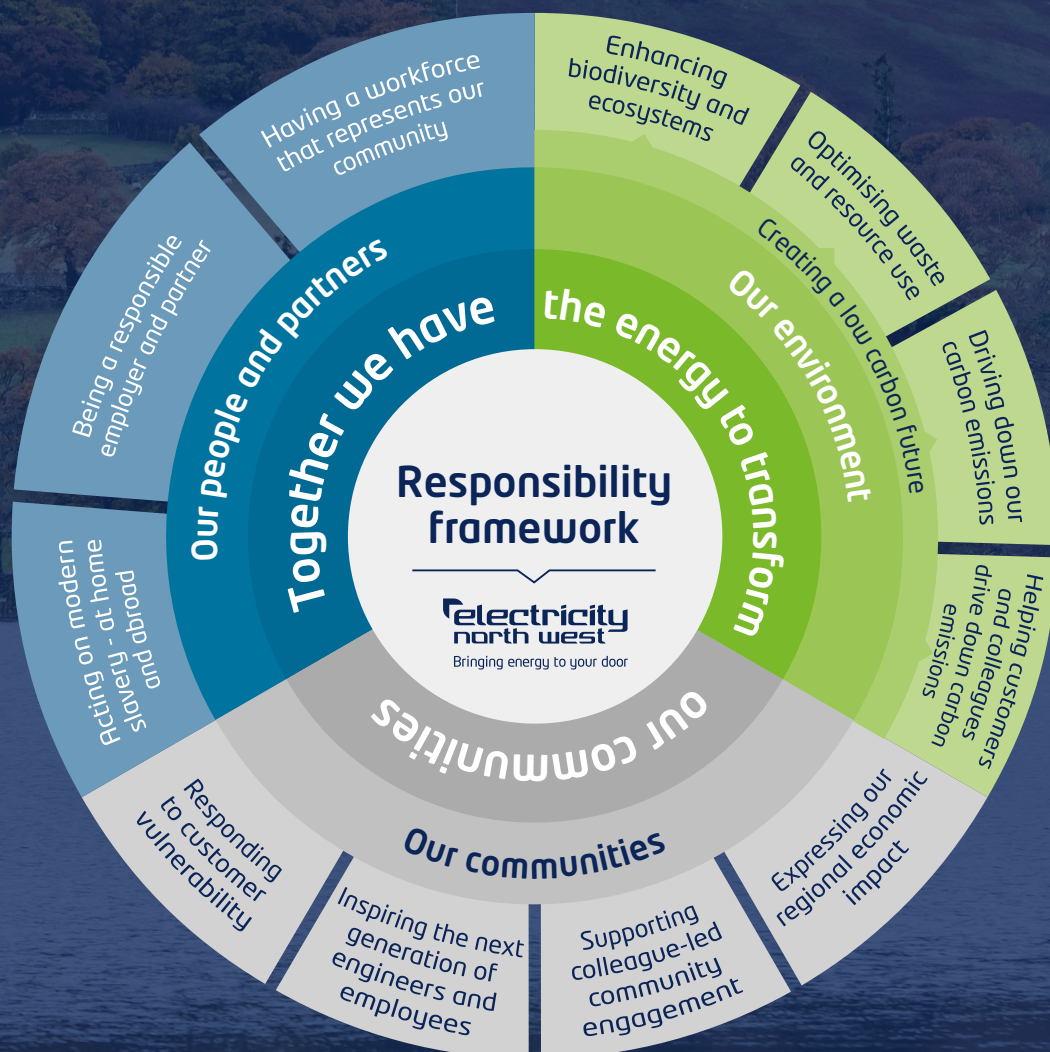 Responsibility
framework
electricity
north west
Bringing energy to your door
Together we have
the energy to transform
our communities
Our people and partners
Having a workforce
that represents our
community
Being a responsible
employer and partner
Acting on modern
slavery - at home
and abroad
Our environment
Creating a low carbon future
Enhancing
biodiversity and
ecosystems
Optimising waste
and resource use
Driving down our
carbon emissions
Helping customers
and colleagues
drive down carbon
emissions
Our communities
Expressing our
regional economic
impact
Supporting
colleague-led
community
engagement
Inspiring the next
generation of
engineers and
employees
Responding
to customer
vulnerability